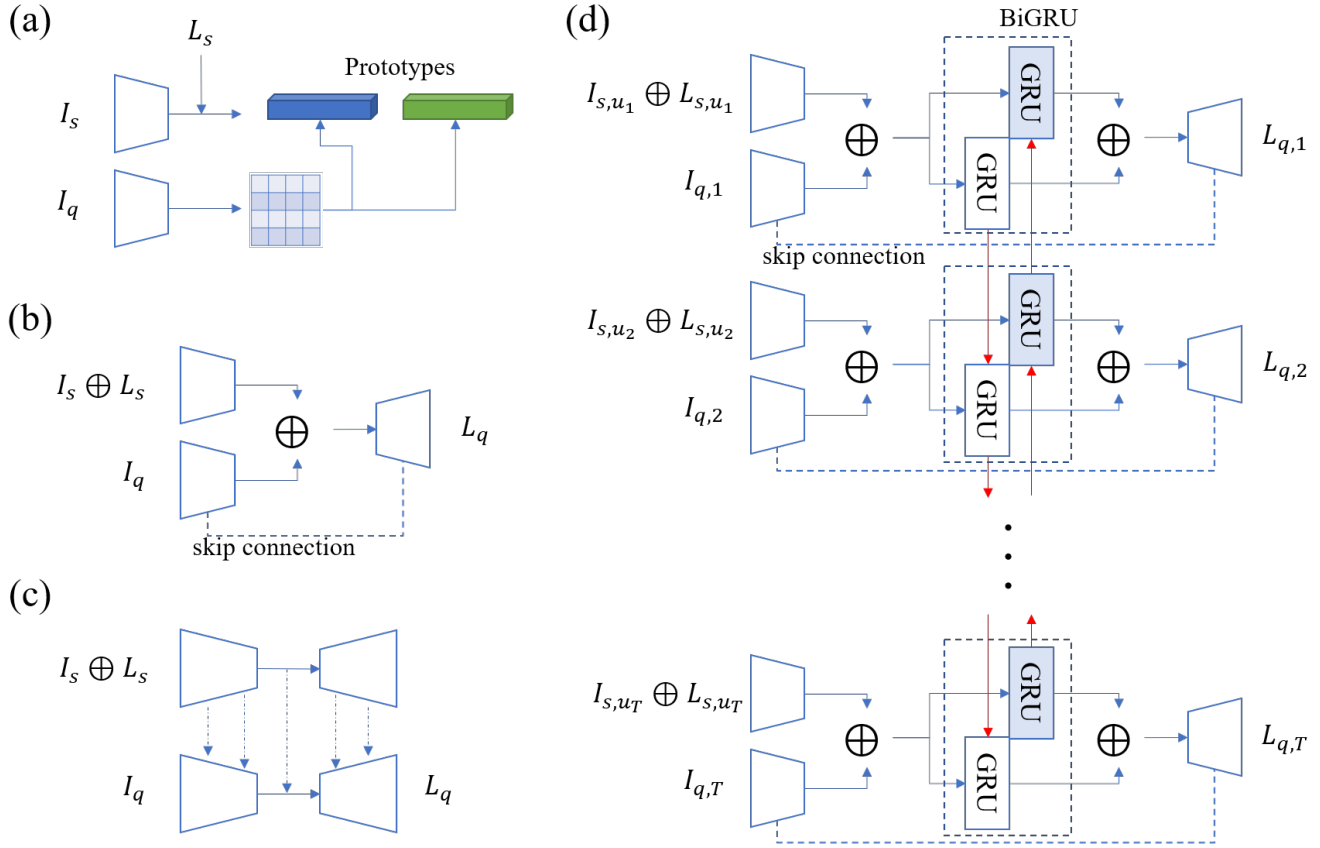 (a)
L_s
Prototypes
I_s
I_q
(b)
I_s ⊕ L_s
⊕
I_q
L_q
skip connection
(c)
I_s ⊕ L_s
I_q
L_q
(d)
BiGRU
I_{s,u_1} ⊕ L_{s,u_1}
GRU
⊕
⊕
L_{q,1}
I_{q,1}
GRU
skip connection
I_{s,u_2} ⊕ L_{s,u_2}
GRU
⊕
⊕
L_{q,2}
I_{q,2}
GRU
I_{s,u_T} ⊕ L_{s,u_T}
GRU
⊕
⊕
L_{q,T}
I_{q,T}
GRU